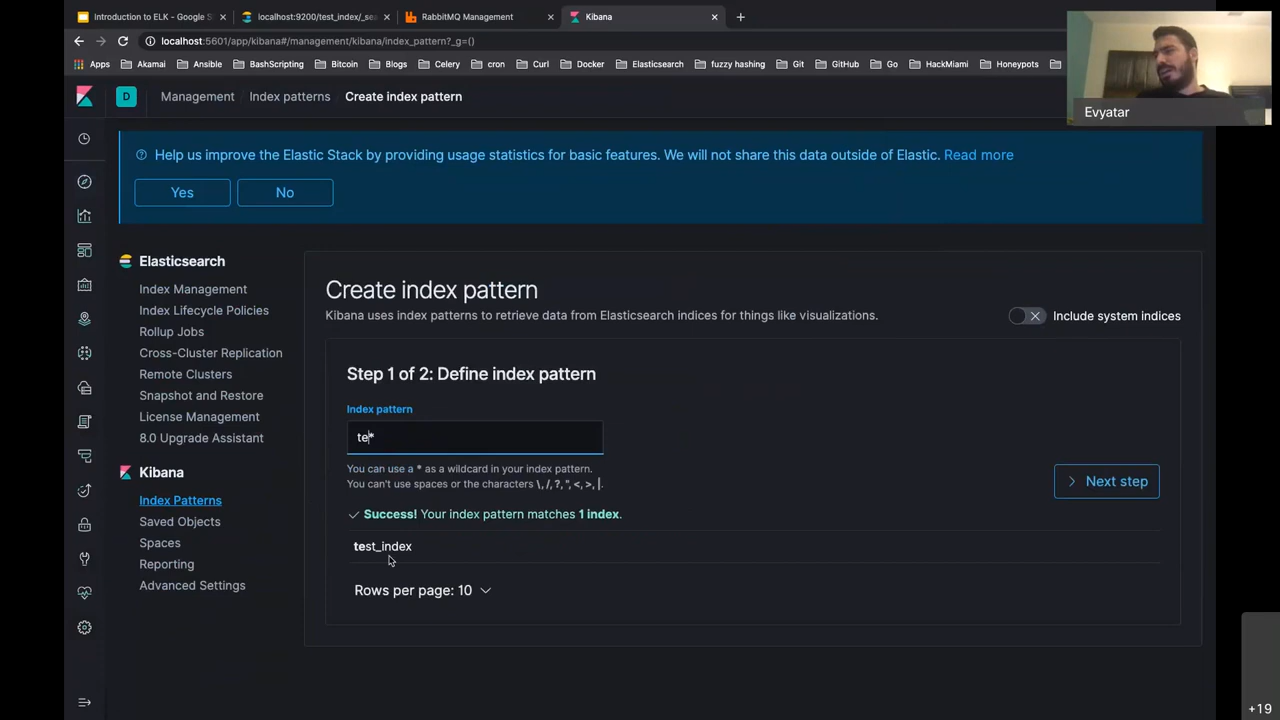 Introduction to ELK - Google S
localhost:9200/test_index/_se
RabbitMQ Management
Kibana
localhost:5601/app/kibana#/management/kibana/index_pattern?_g=()
Apps
Akamai
Ansible
BashScripting
Bitcoin
Blogs
Celery
cron
Curl
Docker
Elasticsearch
fuzzy hashing
Git
GitHub
Go
HackMiami
Honeypots
Evyatar
D
Management
Index patterns
Create index pattern
Help us improve the Elastic Stack by providing usage statistics for basic features. We will not share this data outside of Elastic. Read more
Yes
No
Elasticsearch
Index Management
Index Lifecycle Policies
Rollup Jobs
Cross-Cluster Replication
Remote Clusters
Snapshot and Restore
License Management
8.0 Upgrade Assistant
Kibana
Index Patterns
Saved Objects
Spaces
Reporting
Advanced Settings
Create index pattern
Kibana uses index patterns to retrieve data from Elasticsearch indices for things like visualizations.
Include system indices
Step 1 of 2: Define index pattern
Index pattern
te*
You can use a * as a wildcard in your index pattern.
You can't use spaces or the characters \, /, ?, ", <, >, |.
Next step
Success! Your index pattern matches 1 index.
test_index
Rows per page: 10
+19